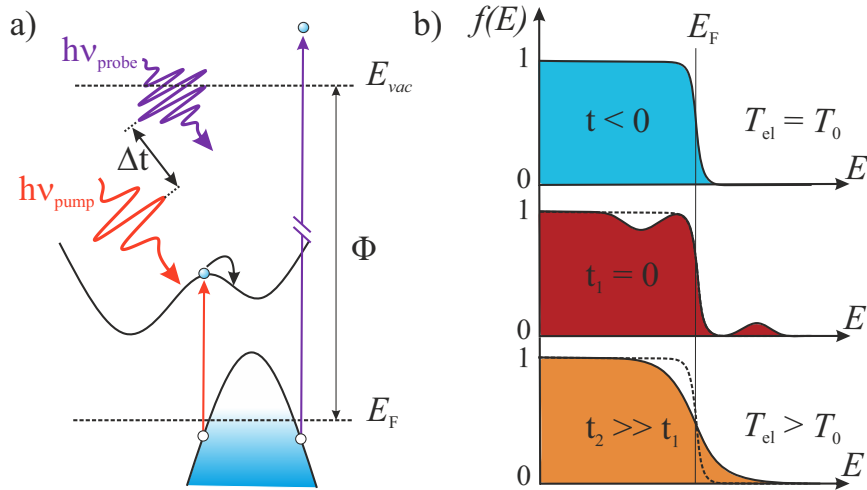 a)
hν_probe
E_vac
Δt
hν_pump
Φ
E_F
b)
f(E)
E_F
1
t < 0
T_el = T_0
0
E
1
t_1 = 0
0
E
1
t_2 >> t_1
T_el > T_0
0
E